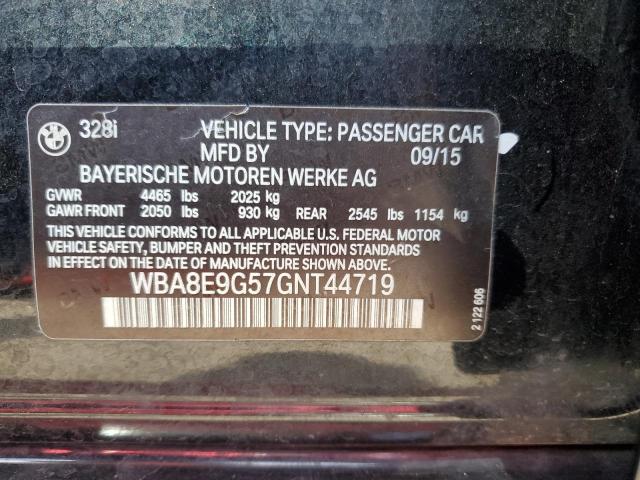 BMW 328i VEHICLE TYPE: PASSENGER CAR
MFD BY 09/15
BAYERISCHE MOTOREN WERKE AG
GVWR 4465 lbs 2025 kg
GAWR FRONT 2050 lbs 930 kg REAR 2545 lbs 1154 kg
THIS VEHICLE CONFORMS TO ALL APPLICABLE U.S. FEDERAL MOTOR
VEHICLE SAFETY, BUMPER AND THEFT PREVENTION STANDARDS
IN EFFECT ON THE DATE OF MANUFACTURE SHOWN ABOVE.
WBA8E9G57GNT44719
2 122 606